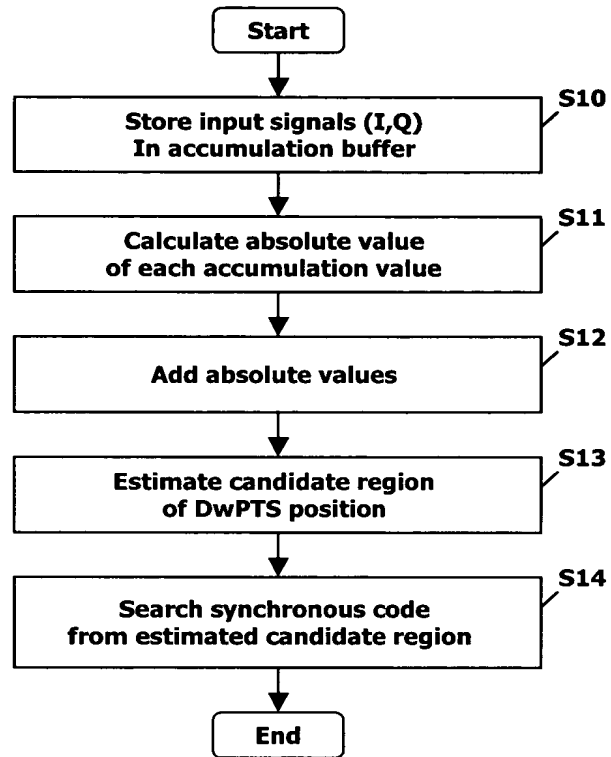 Start
S10
Store input signals (I,Q)
In accumulation buffer
S11
Calculate absolute value
of each accumulation value
S12
Add absolute values
S13
Estimate candidate region
of DwPTS position
S14
Search synchronous code
from estimated candidate region
End